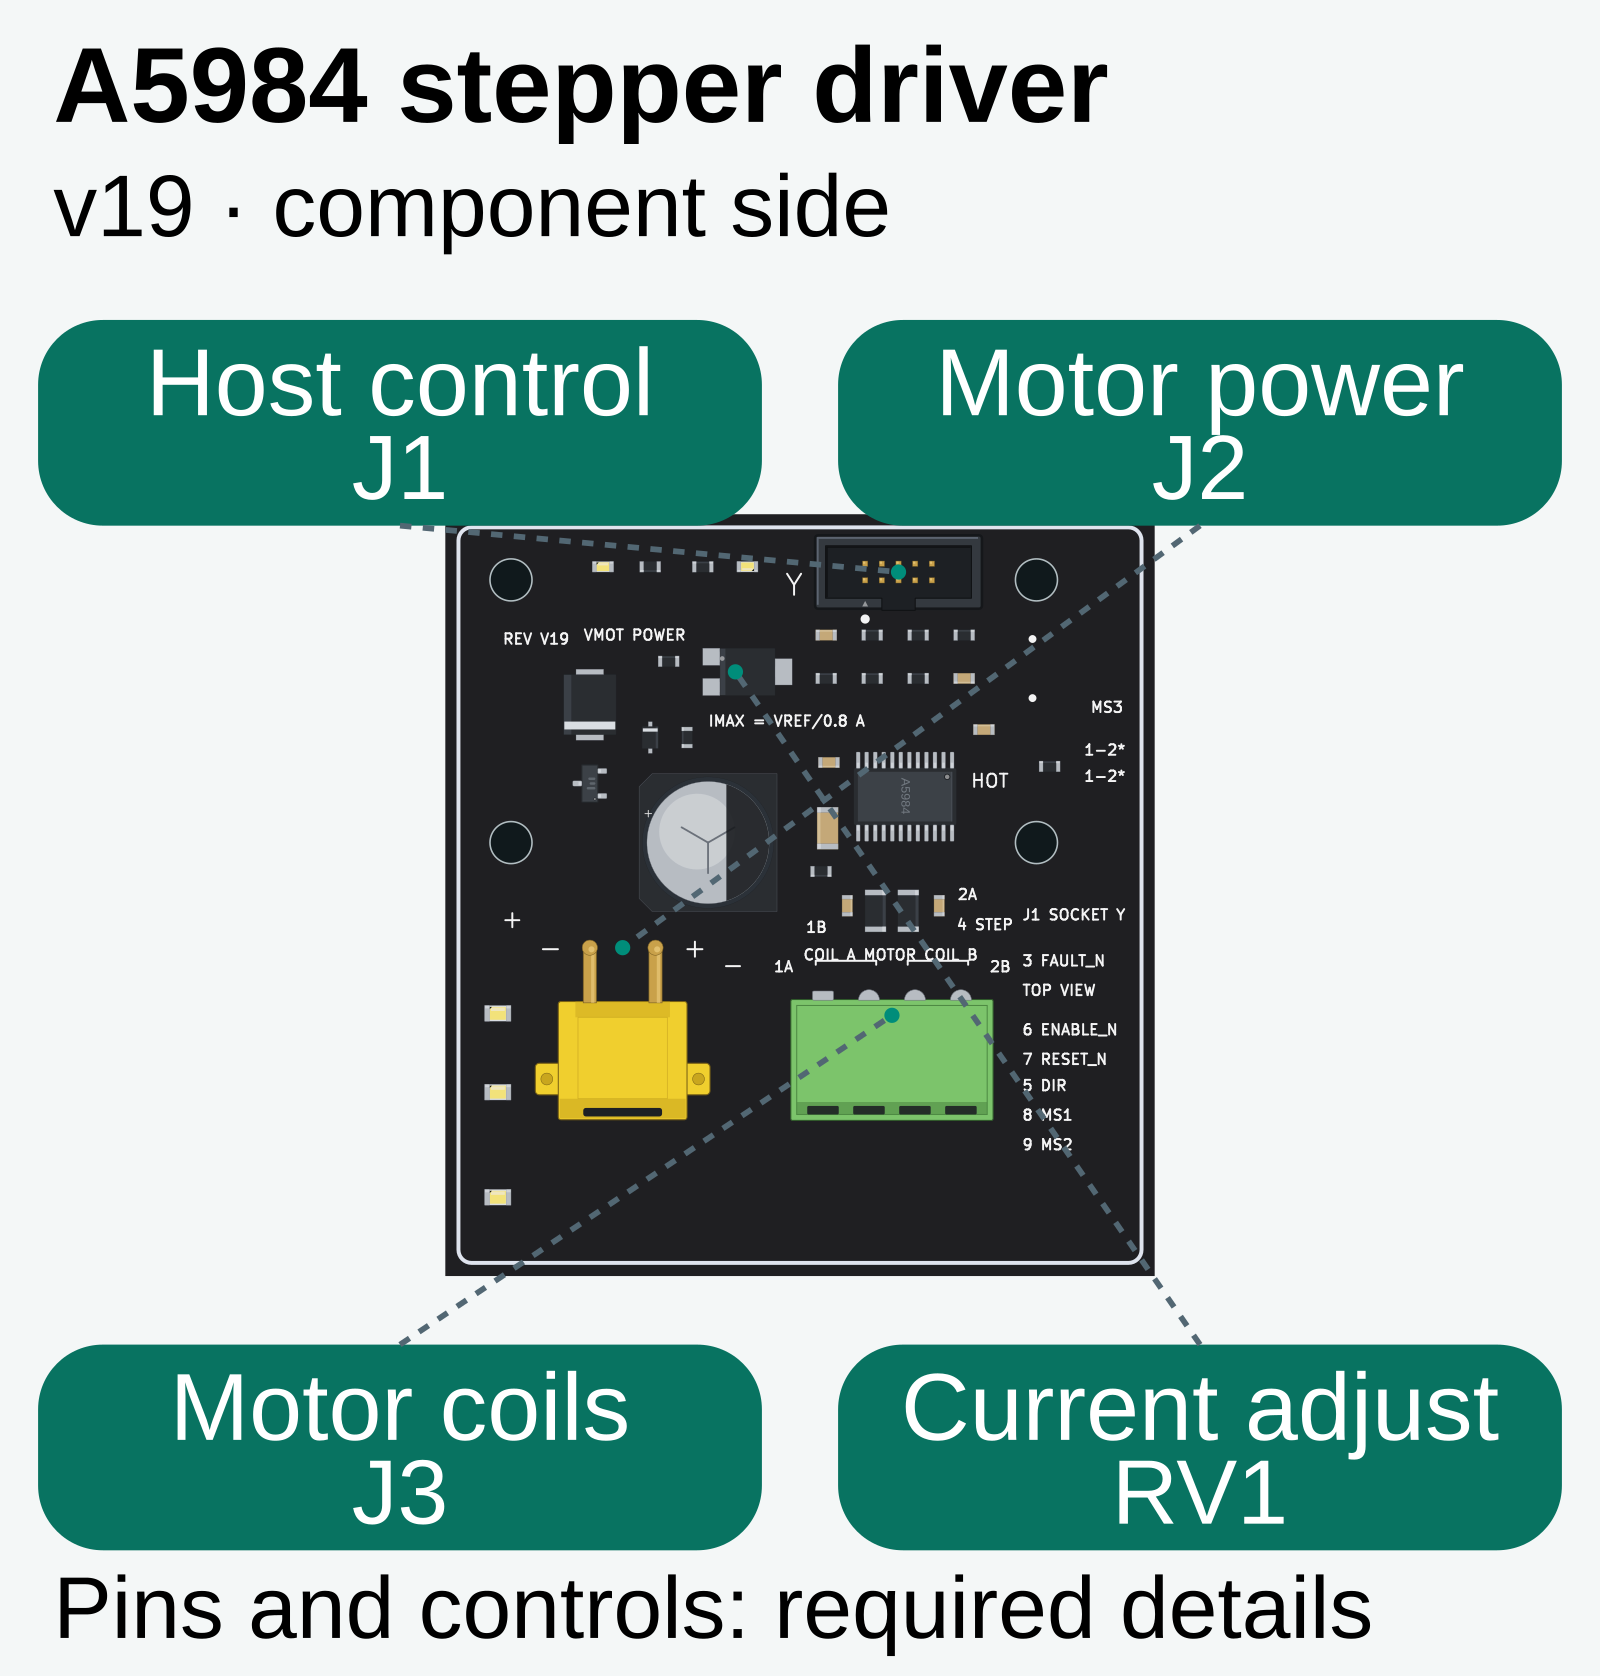 A5984 stepper driver
v19 · component side
Host control
J1
Motor power
J2
Y
REV V19
VMOT POWER
IMAX = VREF/0.8 A
MS3
1-2*
1-2*
HOT
A5984
+
2A
1B
4 STEP
J1 SOCKET Y
+
−
+
−
COIL A MOTOR COIL B
1A
2B
3 FAULT_N
TOP VIEW
6 ENABLE_N
7 RESET_N
5 DIR
8 MS1
9 MS2
Motor coils
J3
Current adjust
RV1
Pins and controls: required details